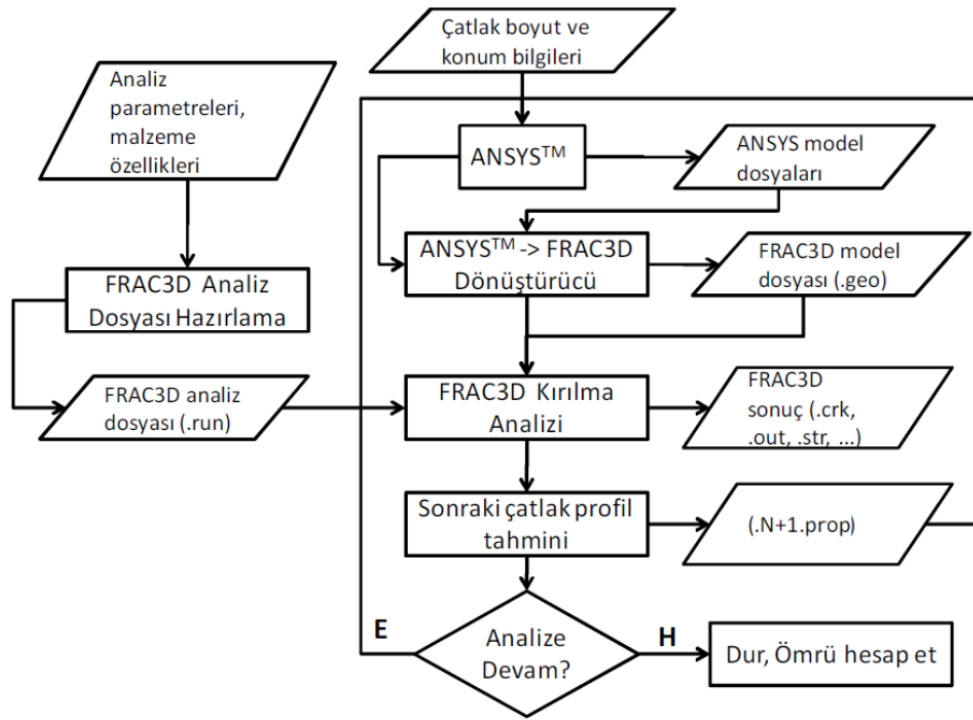 Çatlak boyut ve
konum bilgileri
Analiz
parametreleri,
malzeme
özellikleri
ANSYS™
ANSYS model
dosyaları
ANSYS™ -> FRAC3D
Dönüştürücü
FRAC3D model
dosyası (.geo)
FRAC3D Analiz
Dosyası Hazırlama
FRAC3D analiz
dosyası (.run)
FRAC3D Kırılma
Analizi
FRAC3D
sonuç (.crk,
.out, .str, ...)
Sonraki çatlak profil
tahmini
(.N+1.prop)
E
Analize
Devam?
H
Dur, Ömrü hesap et